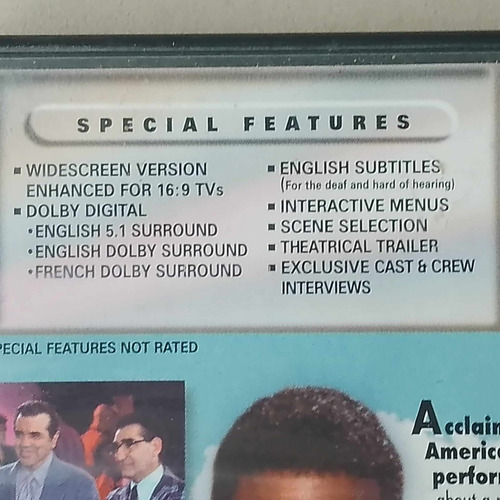 SPECIAL FEATURES
▪ WIDESCREEN VERSION
ENHANCED FOR 16:9 TVs
▪ DOLBY DIGITAL
• ENGLISH 5.1 SURROUND
• ENGLISH DOLBY SURROUND
• FRENCH DOLBY SURROUND
▪ ENGLISH SUBTITLES
(For the deaf and hard of hearing)
▪ INTERACTIVE MENUS
▪ SCENE SELECTION
▪ THEATRICAL TRAILER
▪ EXCLUSIVE CAST & CREW
INTERVIEWS
PECIAL FEATURES NOT RATED
Acclaim
Americ
perfor